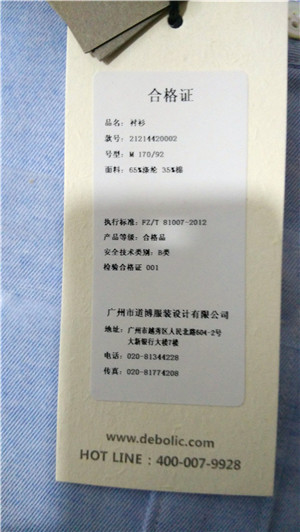 合格证
品名: 衬衫
款号: 21214420002
号型: M 170/92
面料: 65%涤纶 35%棉
执行标准: FZ/T 81007-2012
产品等级: 合格品
安全技术类别: B类
检验合格证 001
广州市道博服装设计有限公司
地址: 广州市越秀区人民北路604-2号
大新银行大楼7楼
电话: 020-81344228
传真: 020-81774208
www.debolic.com
HOT LINE : 400-007-9928